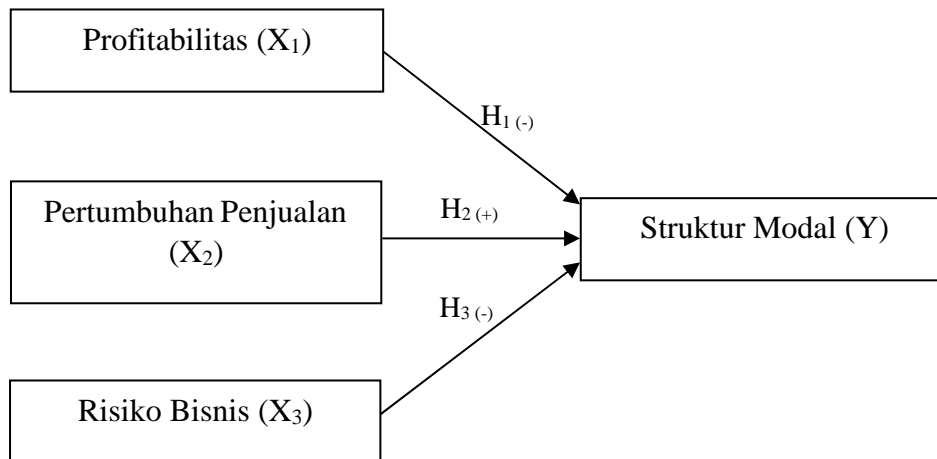 Profitabilitas (X₁)
H₁ (-)
Pertumbuhan Penjualan
(X₂)
H₂ (+)
Struktur Modal (Y)
H₃ (-)
Risiko Bisnis (X₃)